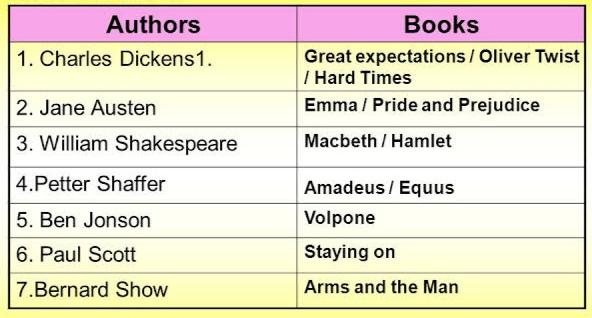 Authors Books
1. Charles Dickens1. Great expectations / Oliver Twist
/ Hard Times
2. Jane Austen Emma / Pride and Prejudice
3. William Shakespeare Macbeth / Hamlet
4.Petter Shaffer Amadeus / Equus
5. Ben Jonson Volpone
6. Paul Scott Staying on
7.Bernard Show Arms and the Man